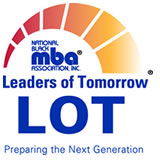 NATIONAL
BLACK
mba®
ASSOCIATION, INC.
Leaders of Tomorrow®
LOT
Preparing the Next Generation